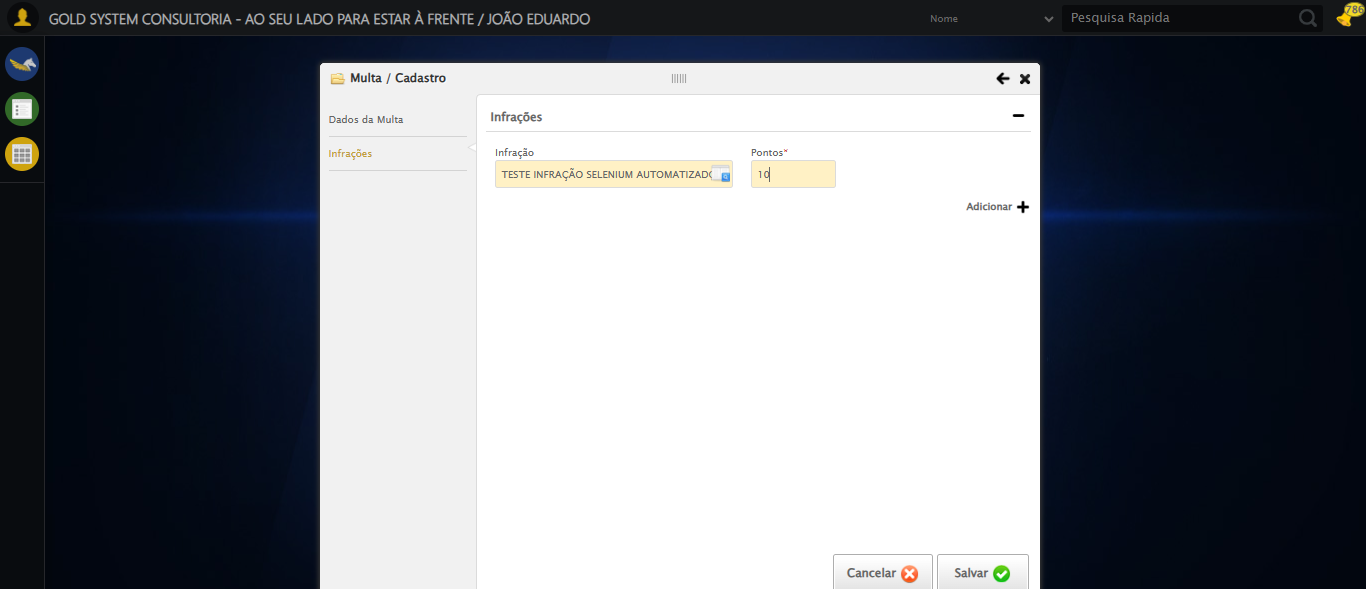 GOLD SYSTEM CONSULTORIA - AO SEU LADO PARA ESTAR À FRENTE / JOÃO EDUARDO
Nome
Pesquisa Rapida
786
Multa / Cadastro
Dados da Multa
Infrações
Infrações
Infração
Pontos*
TESTE INFRAÇÃO SELENIUM AUTOMATIZADO
10
Adicionar
Cancelar
Salvar